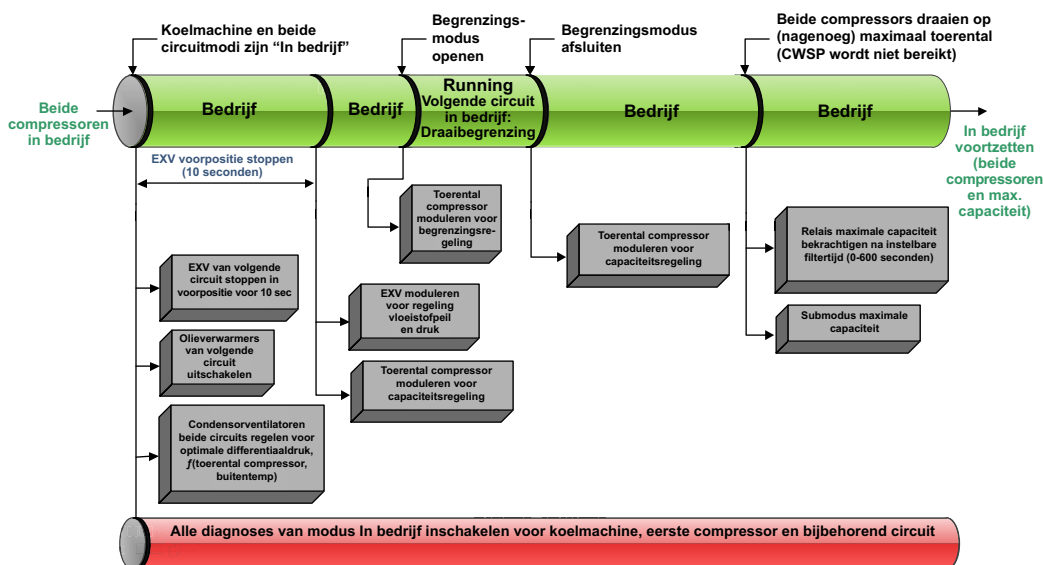 Koelmachine en beide
circuitmodi zijn “In bedrijf”
Begrenzings-
modus
openen
Begrenzingsmodus
afsluiten
Beide compressors draaien op
(nagenoeg) maximaal toerental
(CWSP wordt niet bereikt)
Beide
compressoren
in bedrijf
Bedrijf
Bedrijf
Running
Volgende circuit
in bedrijf:
Draaibegrenzing
Bedrijf
Bedrijf
In bedrijf
voortzetten
(beide
compressoren
en max.
capaciteit)
EXV voorpositie stoppen
(10 seconden)
EXV van volgende
circuit stoppen in
voorpositie voor 10 sec
Olieverwarmers
van volgende
circuit
uitschakelen
Condensorventilatoren
beide circuits regelen voor
optimale differentiaaldruk,
ƒ(toerental compressor,
buitentemp)
Toerental
compressor
moduleren voor
begrenzingsre-
geling
EXV moduleren
voor regeling
vloeistofpeil
en druk
Toerental compressor
moduleren voor
capaciteitsregeling
Toerental compressor
moduleren voor
capaciteitsregeling
Relais maximale capaciteit
bekrachtigen na instelbare
filtertijd (0-600 seconden)
Submodus maximale
capaciteit
Alle diagnoses van modus In bedrijf inschakelen voor koelmachine, eerste compressor en bijbehorend circuit